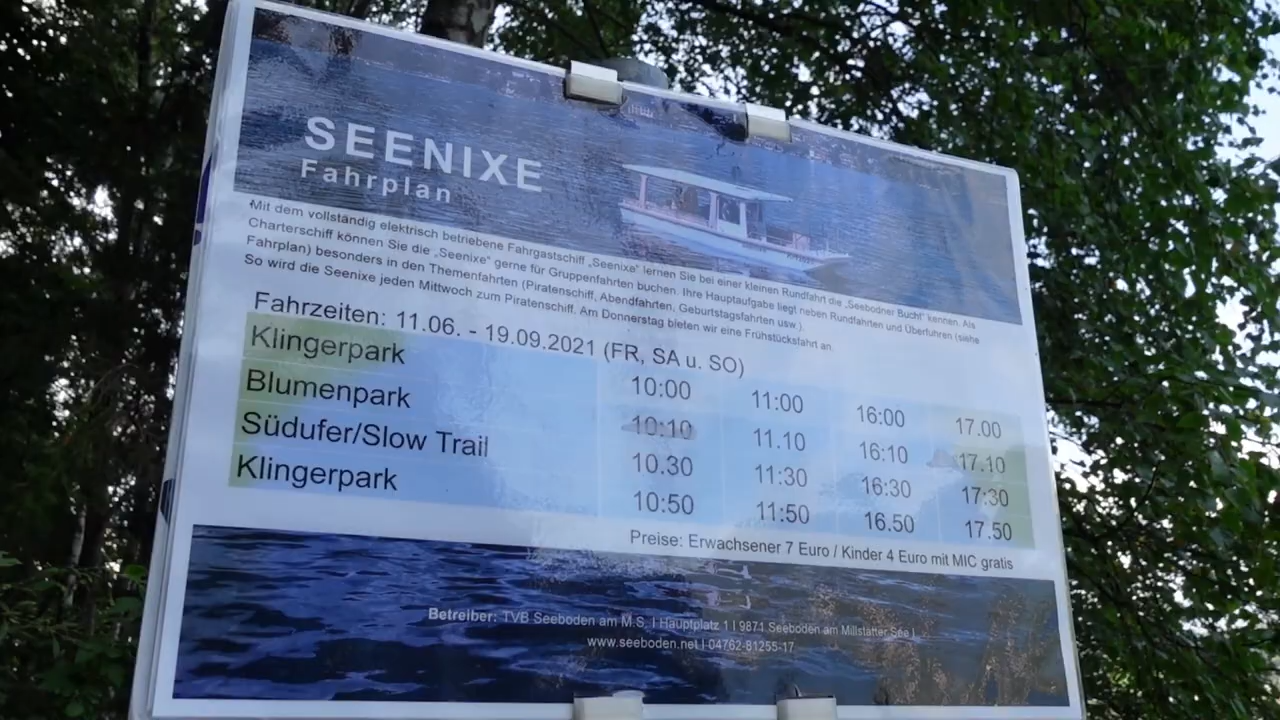 SEENIXE
Fahrplan
Mit dem vollständig elektrisch betriebene Fahrgastschiff „Seenixe" lernen Sie bei einer kleinen Rundfahrt die „Seebodner Bucht" kennen. Als
Charterschiff können Sie die „Seenixe" gerne für Gruppenfahrten buchen. Ihre Hauptaufgabe liegt neben Rundfahrten und Überfuhren (siehe
Fahrplan) besonders in den Themenfahrten (Piratenschiff, Abendfahrten, Geburtstagsfahrten usw.).
So wird die Seenixe jeden Mittwoch zum Piratenschiff. Am Donnerstag bieten wir eine Frühstücksfahrt an.
Fahrzeiten: 11.06. - 19.09.2021 (FR, SA u. SO)
Klingerpark 10:00 11:00 16:00 17.00
Blumenpark 10:10 11.10 16:10 17.10
Südufer/Slow Trail 10.30 11:30 16:30 17:30
Klingerpark 10:50 11:50 16.50 17.50
Preise: Erwachsener 7 Euro / Kinder 4 Euro mit MIC gratis
Betreiber: TVB Seeboden am M.S. I Hauptplatz 1 I 9871 Seeboden am Millstätter See I
www.seeboden.net I 04762-81255-17